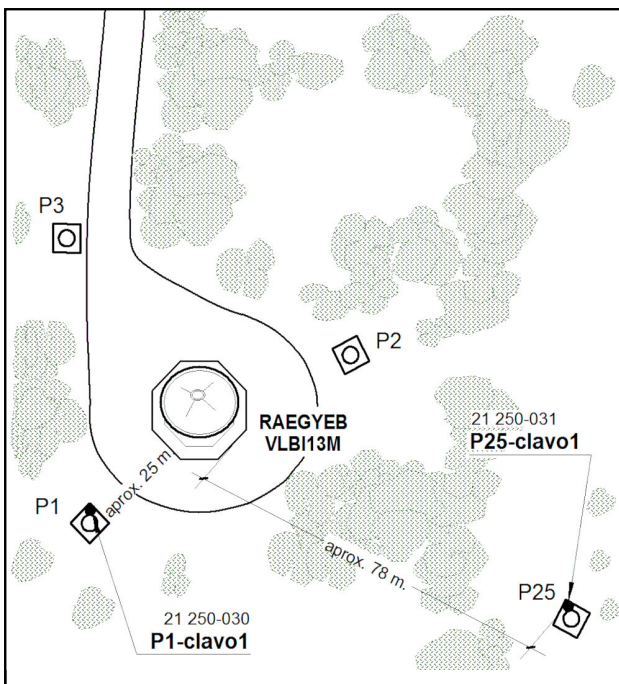 P3
P2
RAEGYEB
VLBI13M
21 250-031
P25-clavo1
aprox. 25 m.
P1
aprox. 78 m.
P25
21 250-030
P1-clavo1